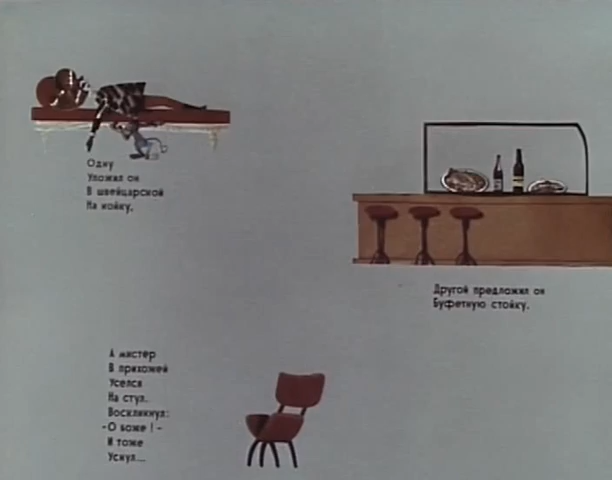 Одну
Уложил он
В швейцарской
На койку,
Другой предложил он
Буфетную стойку.
А мастер
В прихожей
Уселся
На стул.
Воскликнул:
-О боже ! -
И тоже
Уснул...